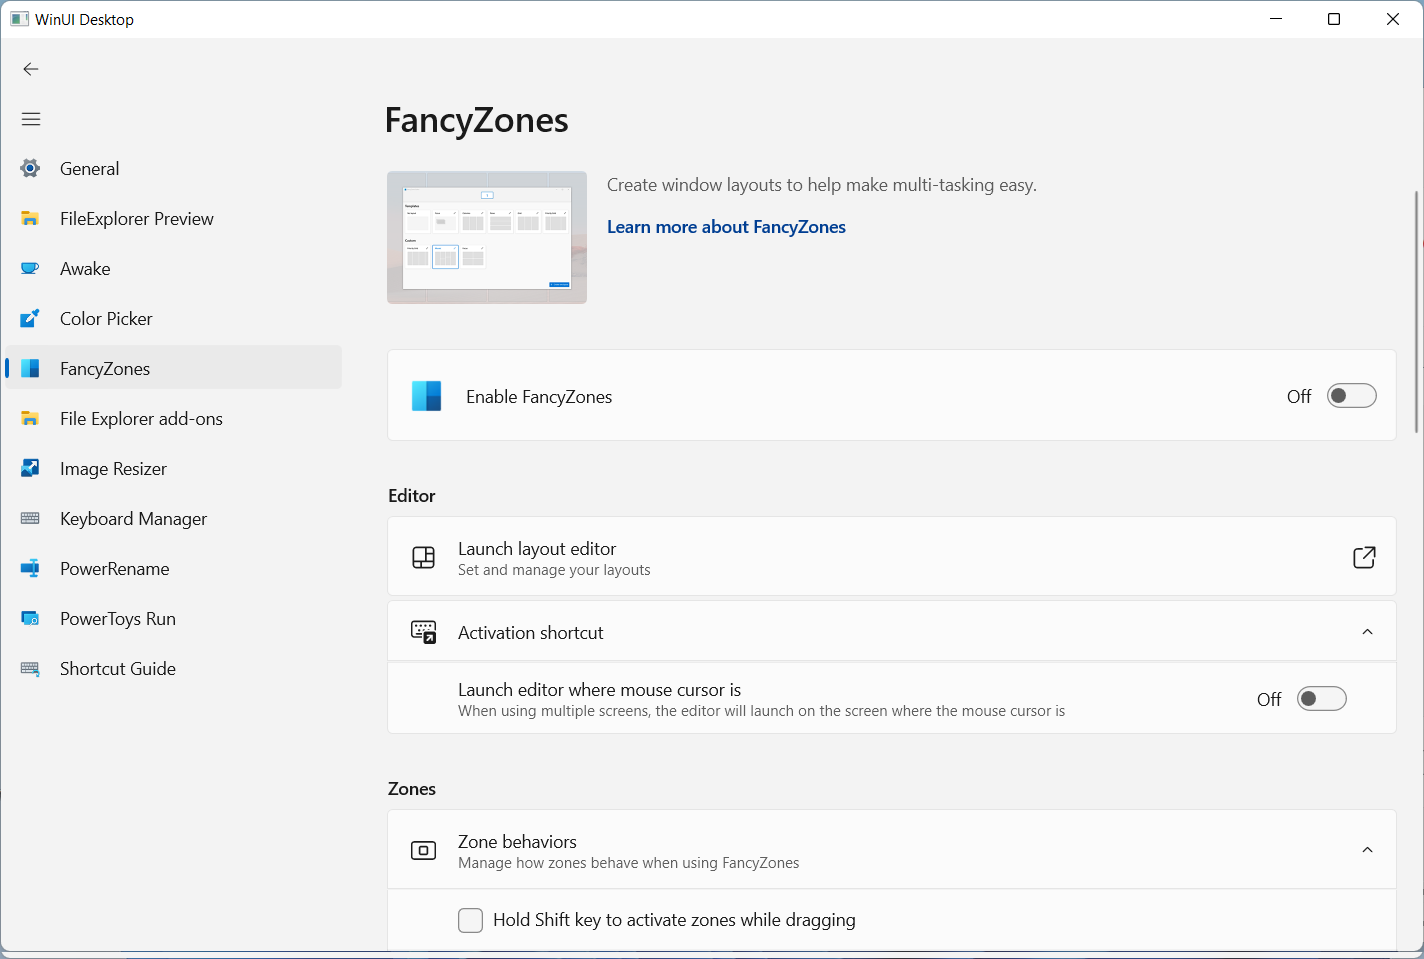 WinUI Desktop
General
FileExplorer Preview
Awake
Color Picker
FancyZones
File Explorer add-ons
Image Resizer
Keyboard Manager
PowerRename
PowerToys Run
Shortcut Guide
FancyZones
Create window layouts to help make multi-tasking easy.
Learn more about FancyZones
Enable FancyZones
Off
Editor
Launch layout editor
Set and manage your layouts
Activation shortcut
Launch editor where mouse cursor is
When using multiple screens, the editor will launch on the screen where the mouse cursor is
Off
Zones
Zone behaviors
Manage how zones behave when using FancyZones
Hold Shift key to activate zones while dragging